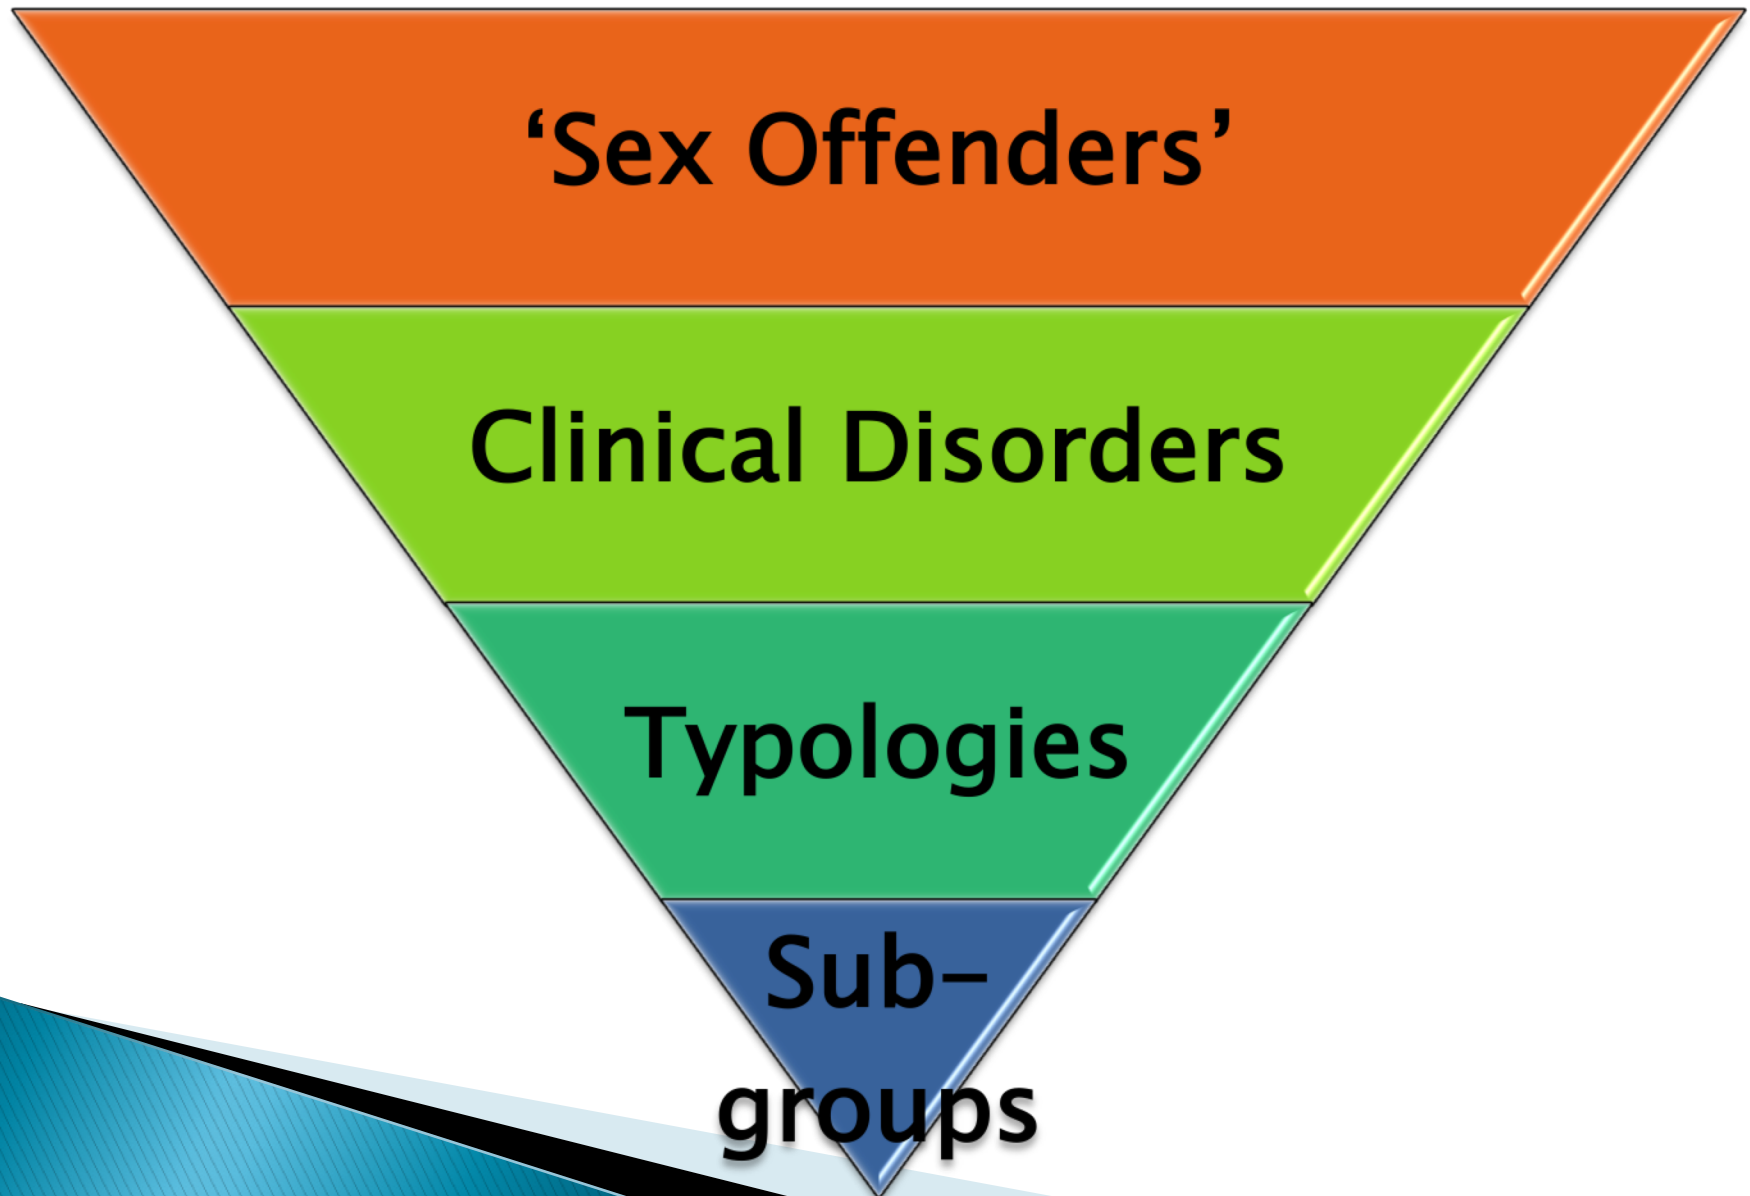 ‘Sex Offenders’
Clinical Disorders
Typologies
Sub-
groups